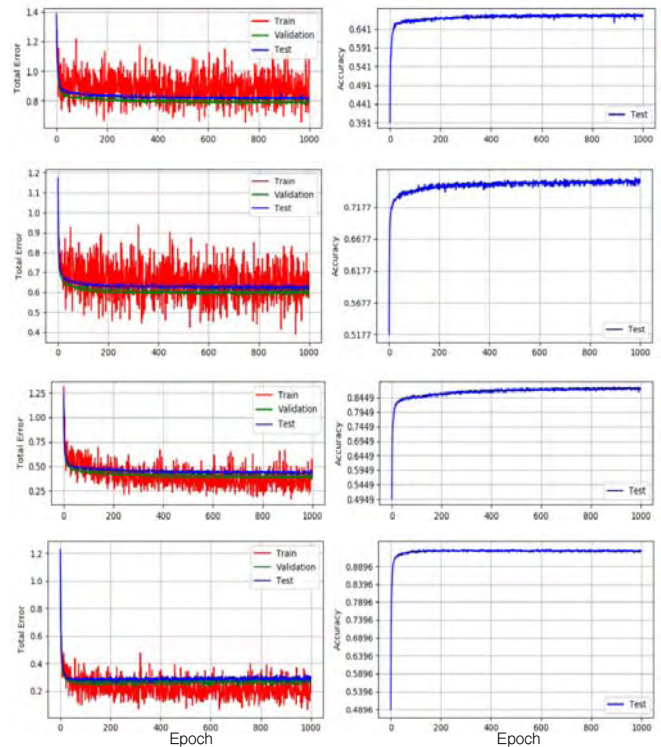 1.4
1.2
1.0
0.8
Total Error
Train
Validation
Test
0 200 400 600 800 1000
0.641
0.591
0.541
0.491
0.441
0.391
Accuracy
Test
0 200 400 600 800 1000
1.2
1.1
1.0
0.9
0.8
0.7
0.6
0.5
0.4
Total Error
Train
Validation
Test
0 200 400 600 800 1000
0.7177
0.6677
0.6177
0.5677
0.5177
Accuracy
Test
0 200 400 600 800 1000
1.25
1.00
0.75
0.50
0.25
Total Error
Train
Validation
Test
0 200 400 600 800 1000
0.8449
0.7949
0.7449
0.6949
0.6449
0.5949
0.5449
0.4949
Accuracy
Test
0 200 400 600 800 1000
1.2
1.0
0.8
0.6
0.4
0.2
Total Error
Train
Validation
Test
0 200 400 600 800 1000
Epoch
0.8896
0.8396
0.7896
0.7396
0.6896
0.6396
0.5896
0.5396
0.4896
Accuracy
Test
0 200 400 600 800 1000
Epoch